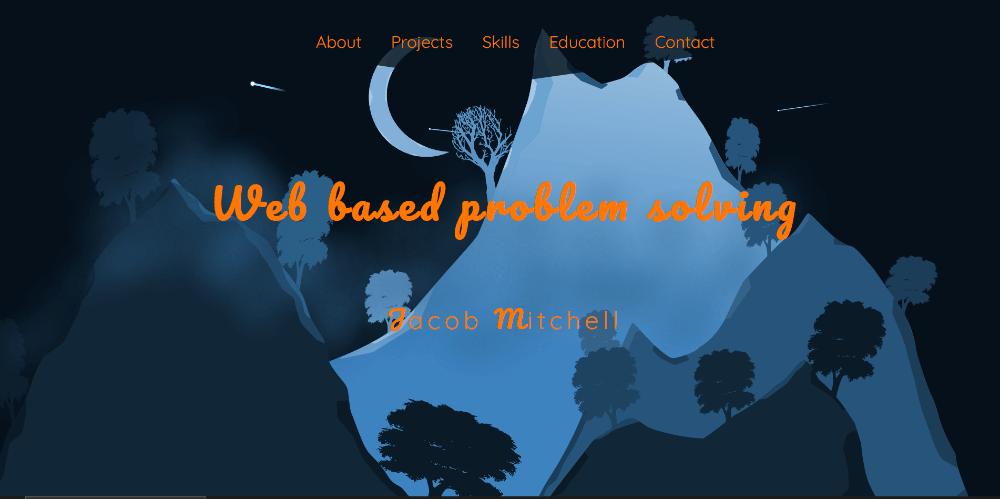 About Projects Skills Education Contact
Web based problem solving
Jacob Mitchell